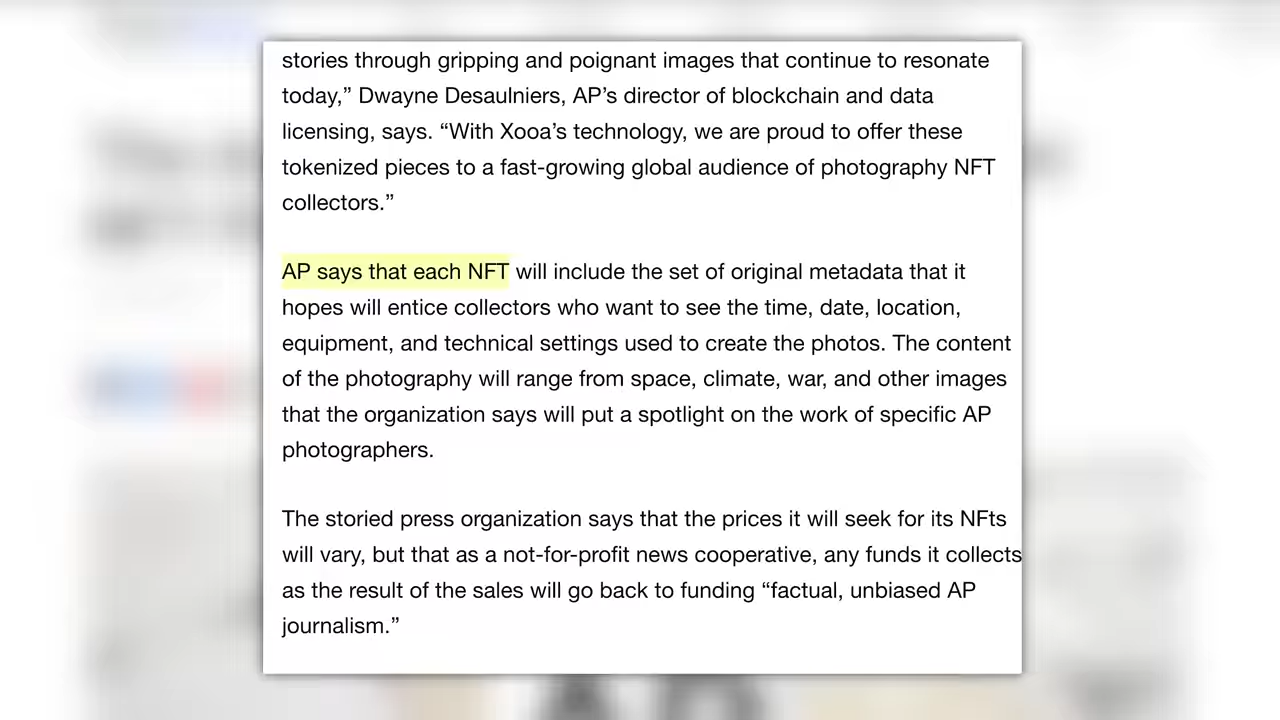 stories through gripping and poignant images that continue to resonate
today,” Dwayne Desaulniers, AP’s director of blockchain and data
licensing, says. “With Xooa’s technology, we are proud to offer these
tokenized pieces to a fast-growing global audience of photography NFT
collectors.”
AP says that each NFT will include the set of original metadata that it
hopes will entice collectors who want to see the time, date, location,
equipment, and technical settings used to create the photos. The content
of the photography will range from space, climate, war, and other images
that the organization says will put a spotlight on the work of specific AP
photographers.
The storied press organization says that the prices it will seek for its NFts
will vary, but that as a not-for-profit news cooperative, any funds it collects
as the result of the sales will go back to funding “factual, unbiased AP
journalism.”